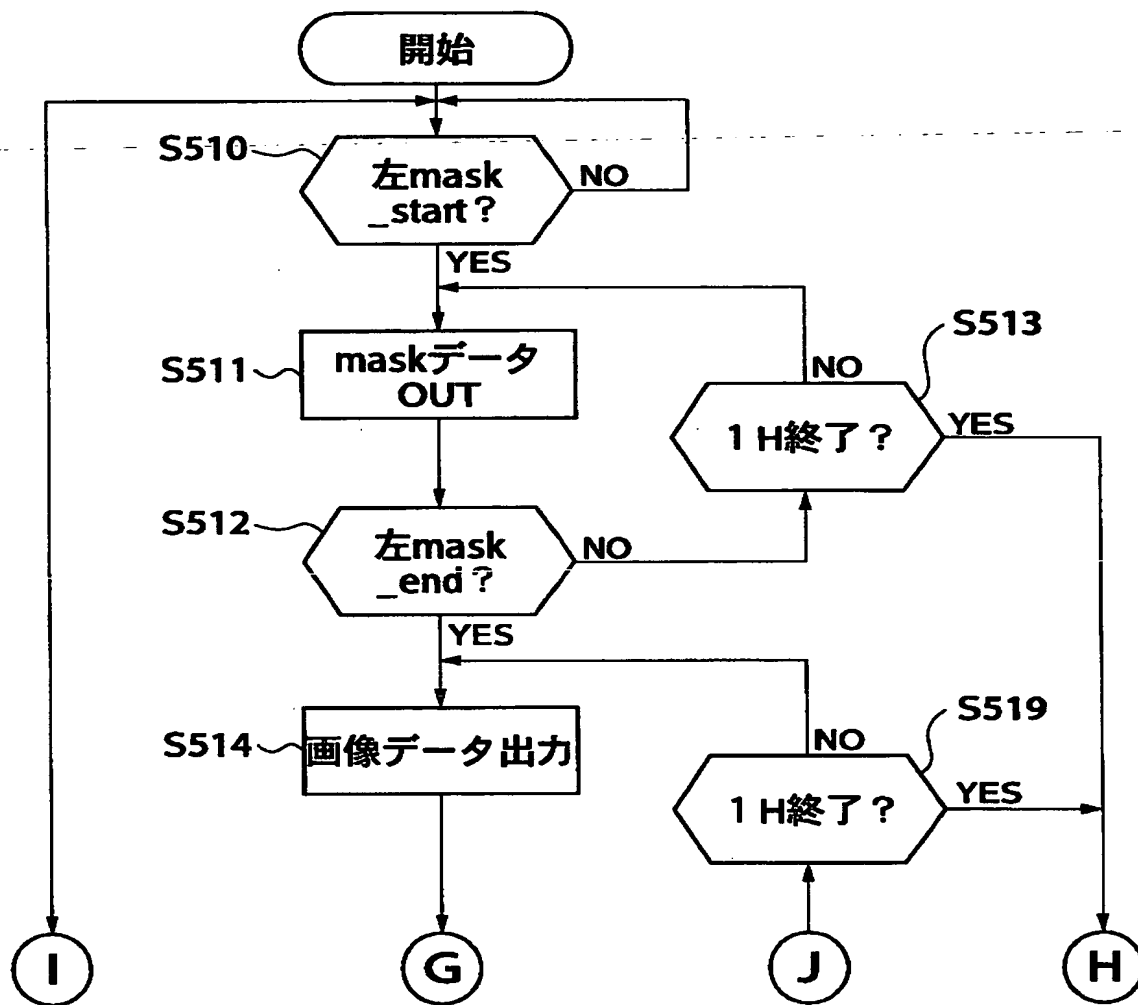 開始
S510
左mask
_start?
NO
YES
S511
maskデータ
OUT
S513
NO
1H終了?
YES
S512
左mask
_end?
NO
YES
S514
画像データ出力
S519
NO
1H終了?
YES
I
G
J
H